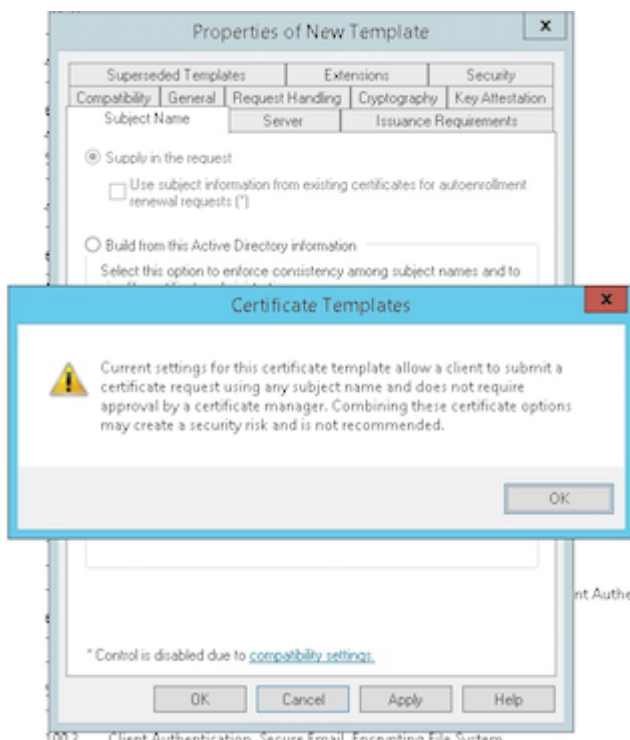 Properties of New Template
x
Superseded Templates Extensions Security
Compatibility General Request Handling Cryptography Key Attestation
Subject Name Server Issuance Requirements
Supply in the request
Use subject information from existing certificates for autoenrollment
renewal requests (*)
Build from this Active Directory information
Select this option to enforce consistency among subject names and to
Certificate Templates
x
Current settings for this certificate template allow a client to submit a
certificate request using any subject name and does not require
approval by a certificate manager. Combining these certificate options
may create a security risk and is not recommended.
OK
nt Authe
* Control is disabled due to compatibility settings.
OK Cancel Apply Help
Client Authentication, Secure Email, Encrypting File System